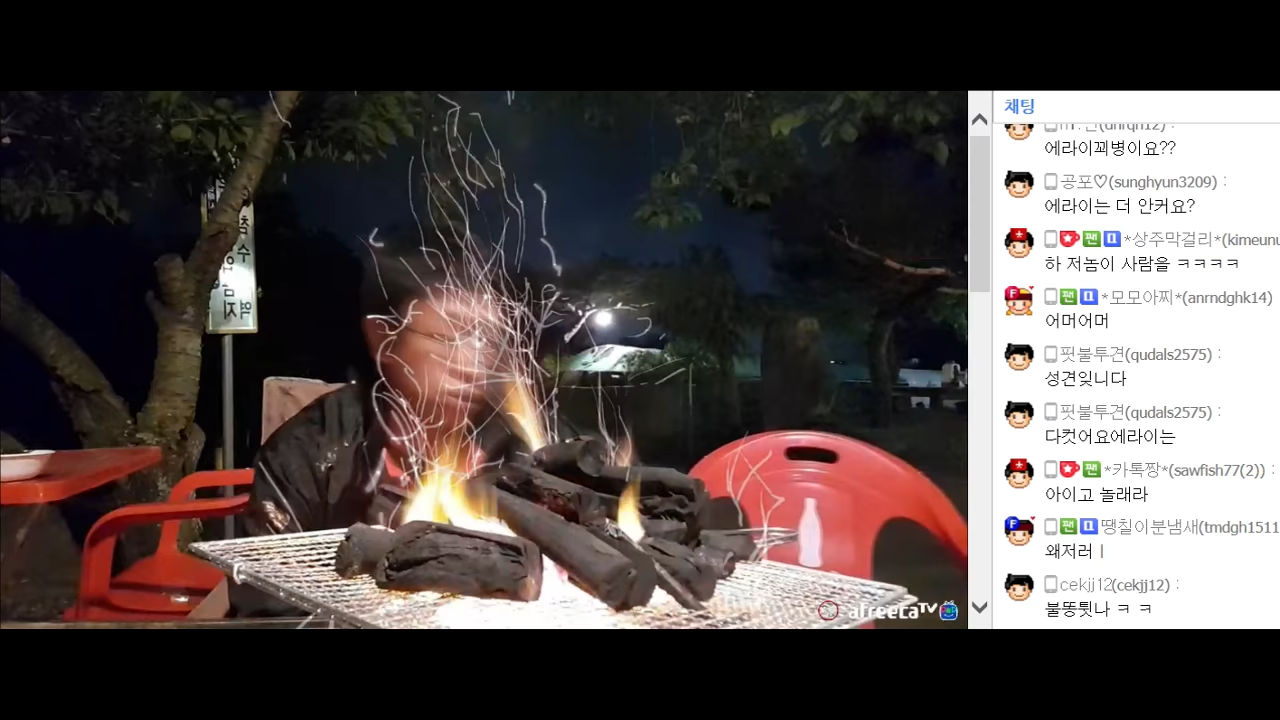 채팅
에라이꾀병이요??
공포♡(sunghyun3209) :
에라이는 더 안커요?
*상주막걸리*(kimeunu
하 저놈이 사람을 ㅋㅋㅋㅋ
*모모아찌*(anrndghk14)
어머어머
핏불투견(qudals2575) :
성견잊니다
핏불투견(qudals2575) :
다컷어요에라이는
*카톡짱*(sawfish77(2)) :
아이고 놀래라
땡칠이분냄새(tmdgh1511
왜저러ㅣ
cekjj12(cekjj12) :
불똥튓나 ㅋ ㅋ
afreecaTV